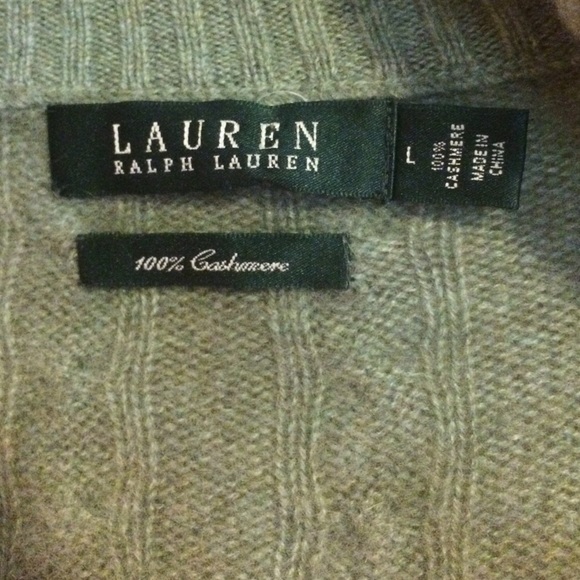 LAUREN
RALPH LAUREN
L
100%
CASHMERE
MADE IN
CHINA
100% Cashmere